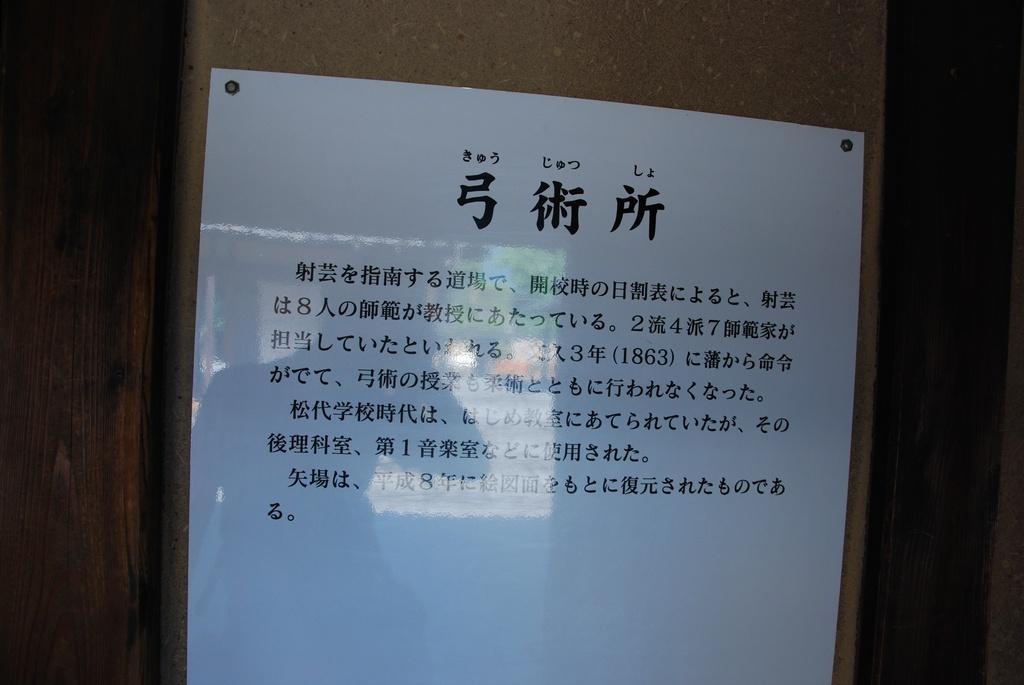 きゅう じゅつ しょ
弓術所
射芸を指南する道場で、開校時の日割表によると、射芸
は8人の師範が教授にあたっている。2流4派7師範家が
担当していたといわれる。 久3年(1863)に藩から命令
がでて、弓術の授業も柔術とともに行われなくなった。
松代学校時代は、はじめ教室にあてられていたが、その
後理科室、第1音楽室などに使用された。
矢場は、平成8年に絵図面をもとに復元されたものであ
る。